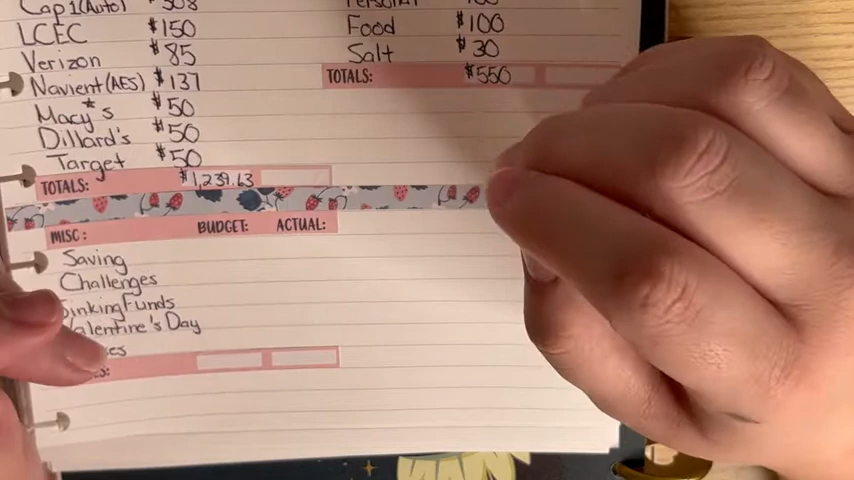 Cap 1(Auto) $308
LCEC $150
Verizon $85
Navient(AES) $137
Macy*s $50
Dillard's $50
Target $50
TOTALS: $1,239.63
Food $100
Salt $30
TOTALS: $550
MISC: BUDGET: ACTUAL:
Saving
Challenges
Sinking Funds
Valentine's Day